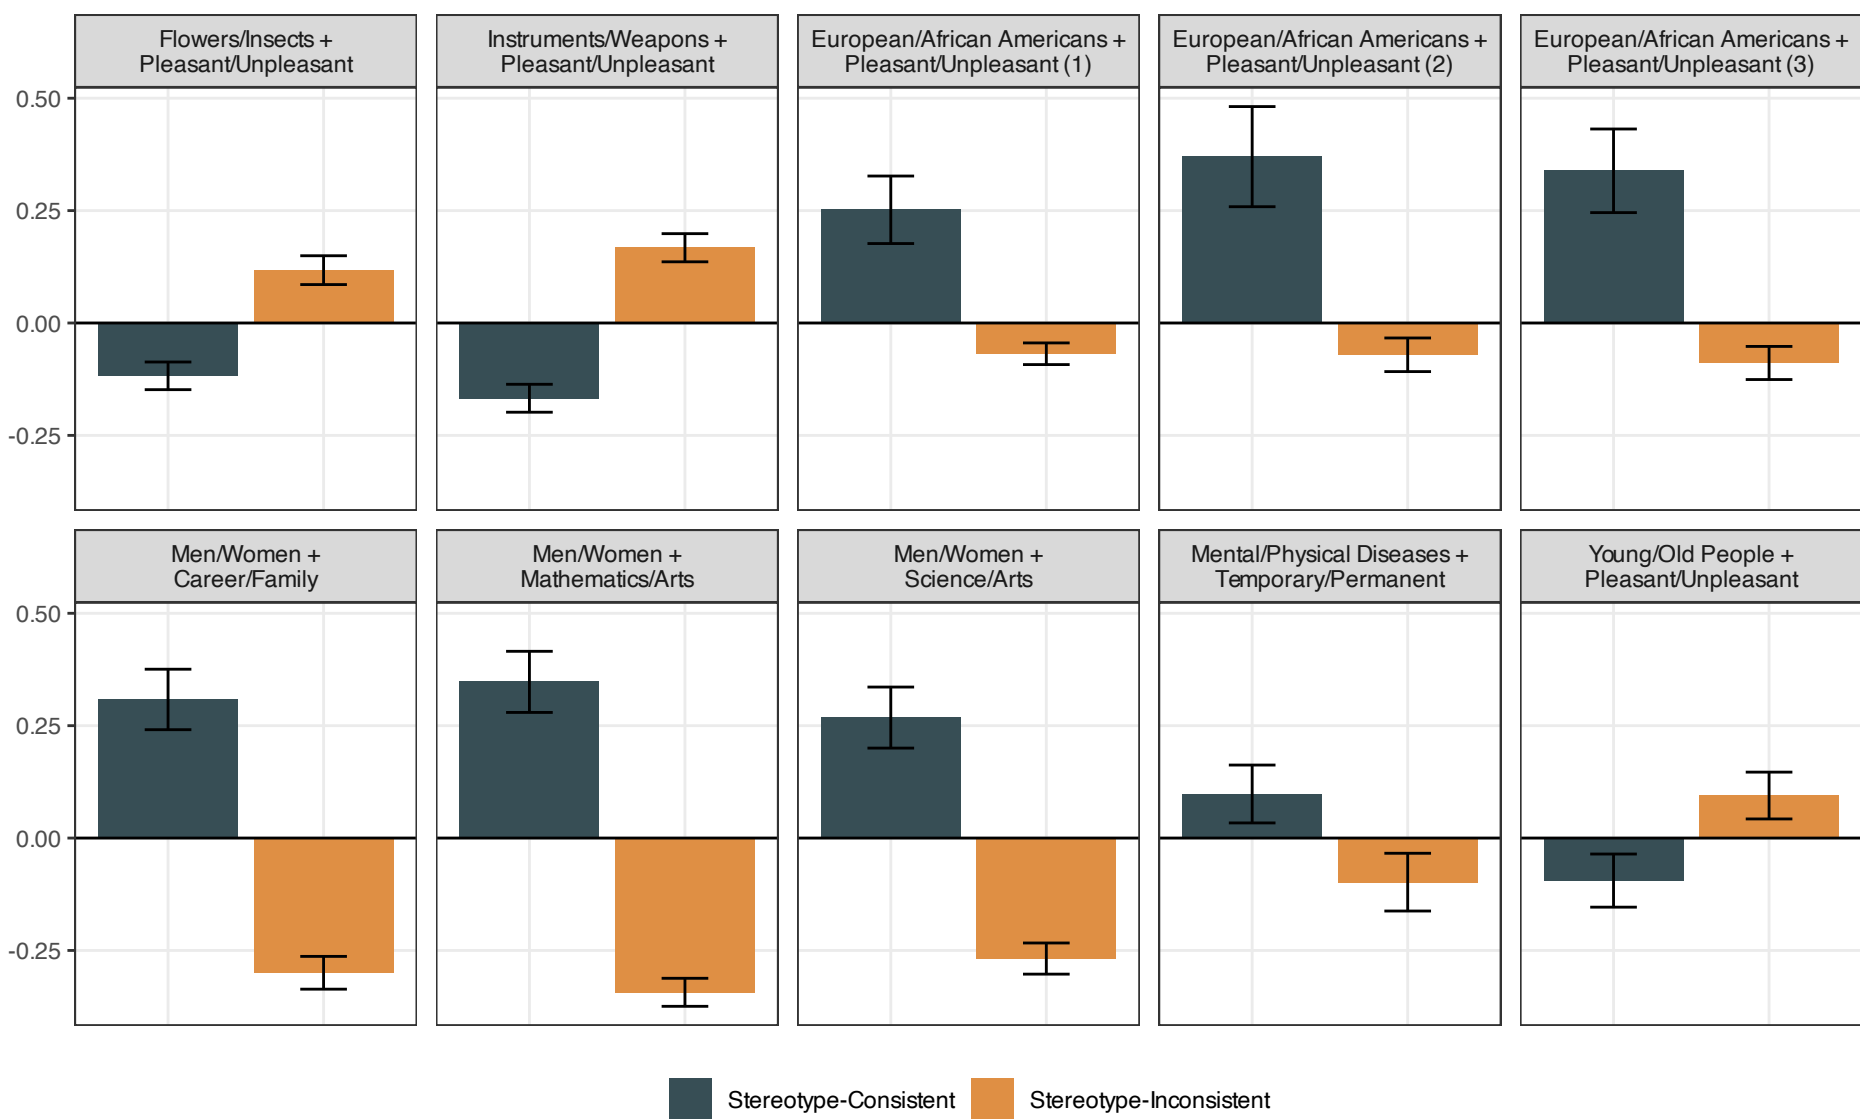 Flowers/Insects +
Pleasant/Unpleasant
Instruments/Weapons +
Pleasant/Unpleasant
European/African Americans +
Pleasant/Unpleasant (1)
European/African Americans +
Pleasant/Unpleasant (2)
European/African Americans +
Pleasant/Unpleasant (3)
0.50
0.25
0.00
-0.25
Men/Women +
Career/Family
Men/Women +
Mathematics/Arts
Men/Women +
Science/Arts
Mental/Physical Diseases +
Temporary/Permanent
Young/Old People +
Pleasant/Unpleasant
0.50
0.25
0.00
-0.25
Stereotype-Consistent
Stereotype-Inconsistent